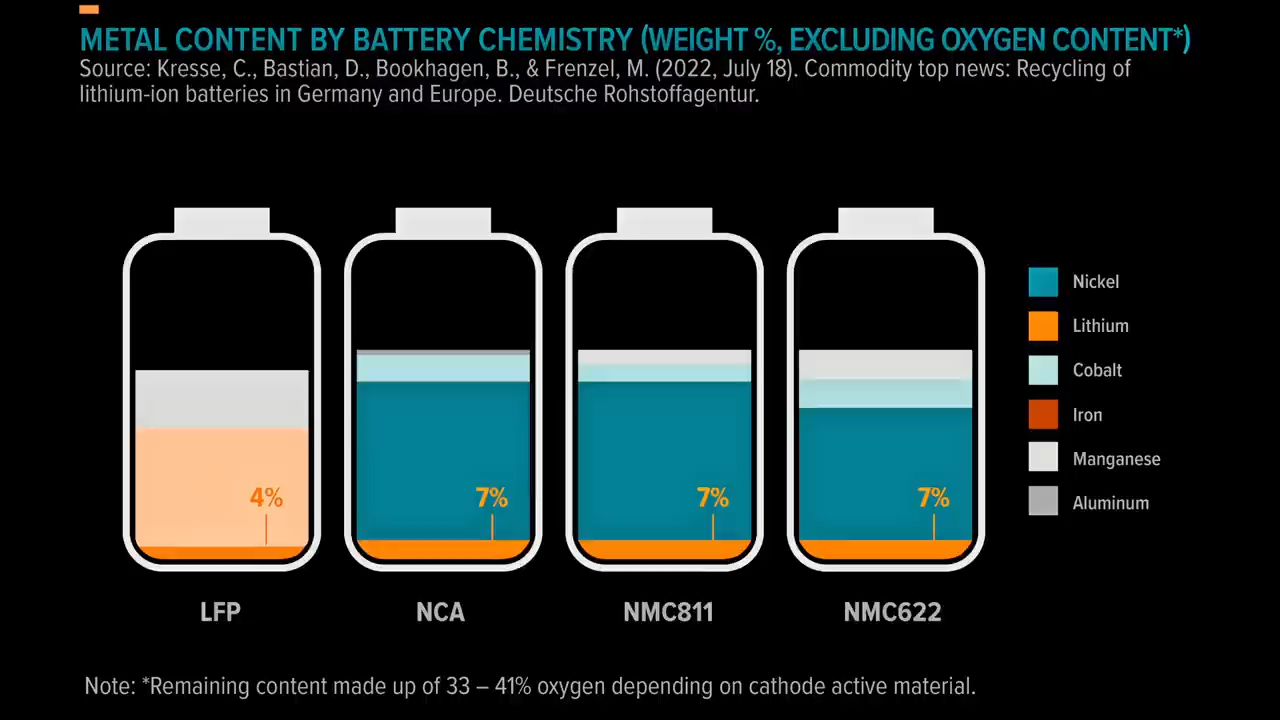 METAL CONTENT BY BATTERY CHEMISTRY (WEIGHT %, EXCLUDING OXYGEN CONTENT*)
Source: Kresse, C., Bastian, D., Bookhagen, B., & Frenzel, M. (2022, July 18). Commodity top news: Recycling of
lithium-ion batteries in Germany and Europe. Deutsche Rohstoffagentur.
Nickel
Lithium
Cobalt
Iron
Manganese
Aluminum
4%
7%
7%
7%
LFP
NCA
NMC811
NMC622
Note: *Remaining content made up of 33 – 41% oxygen depending on cathode active material.